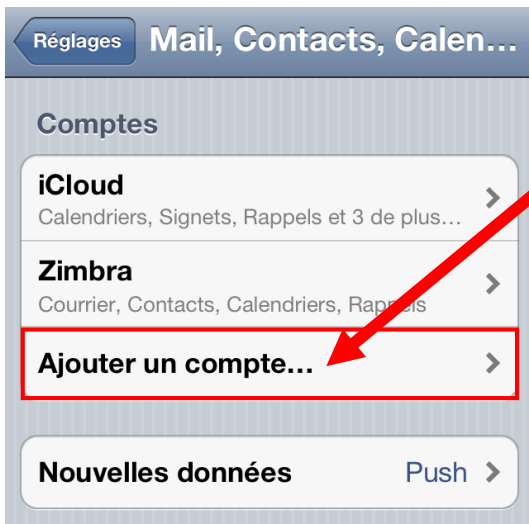 Réglages
Mail, Contacts, Calen...
Comptes
iCloud
Calendriers, Signets, Rappels et 3 de plus...
Zimbra
Courrier, Contacts, Calendriers, Rappels
Ajouter un compte...
Nouvelles données Push